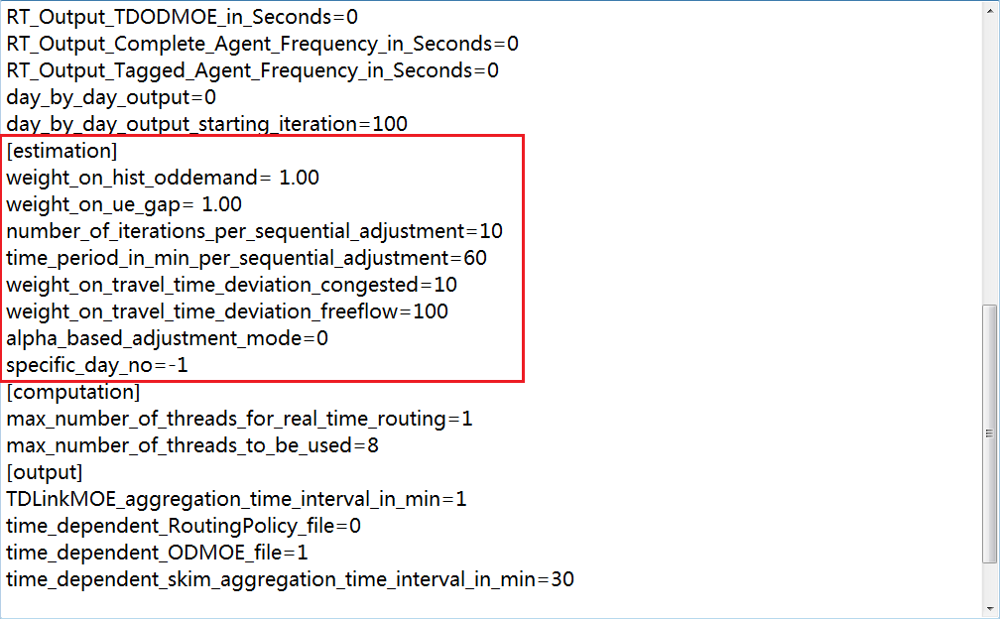 RT_Output_TDODMOE_in_Seconds=0
RT_Output_Complete_Agent_Frequency_in_Seconds=0
RT_Output_Tagged_Agent_Frequency_in_Seconds=0
day_by_day_output=0
day_by_day_output_starting_iteration=100
[estimation]
weight_on_hist_oddemand= 1.00
weight_on_ue_gap= 1.00
number_of_iterations_per_sequential_adjustment=10
time_period_in_min_per_sequential_adjustment=60
weight_on_travel_time_deviation_congested=10
weight_on_travel_time_deviation_freeflow=100
alpha_based_adjustment_mode=0
specific_day_no=-1
[computation]
max_number_of_threads_for_real_time_routing=1
max_number_of_threads_to_be_used=8
[output]
TDLinkMOE_aggregation_time_interval_in_min=1
time_dependent_RoutingPolicy_file=0
time_dependent_ODMOE_file=1
time_dependent_skim_aggregation_time_interval_in_min=30